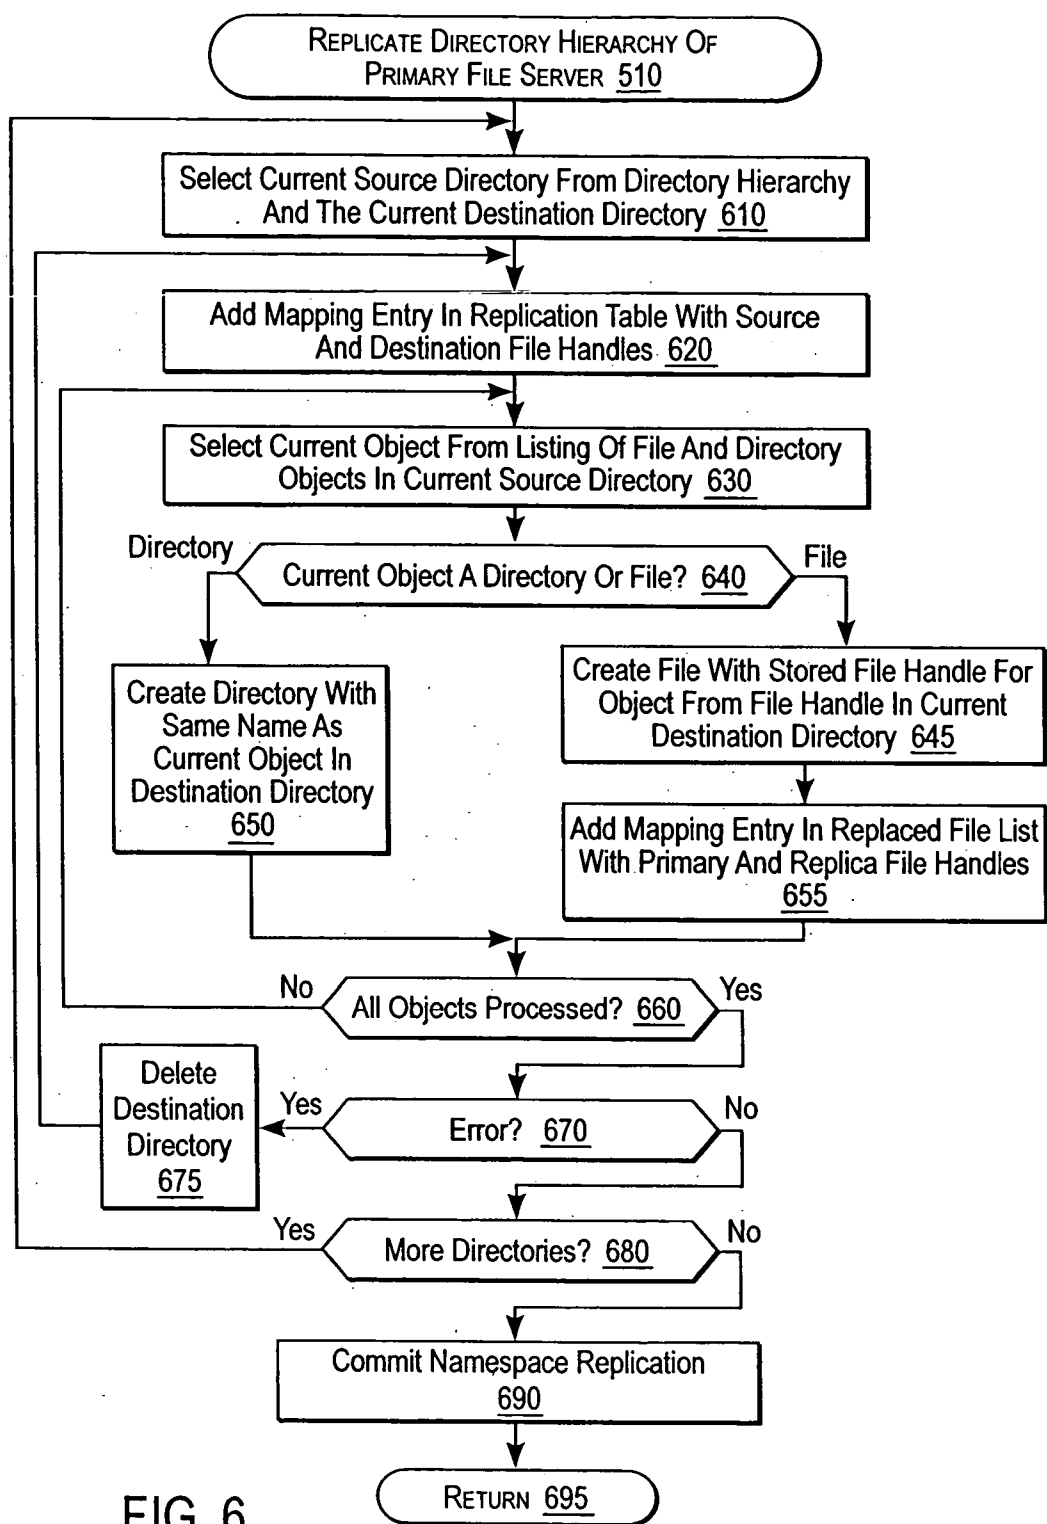 REPLICATE DIRECTORY HIERARCHY OF
PRIMARY FILE SERVER 510
Select Current Source Directory From Directory Hierarchy
And The Current Destination Directory 610
Add Mapping Entry In Replication Table With Source
And Destination File Handles 620
Select Current Object From Listing Of File And Directory
Objects In Current Source Directory 630
Directory
File
Current Object A Directory Or File? 640
Create Directory With
Same Name As
Current Object In
Destination Directory
650
Create File With Stored File Handle For
Object From File Handle In Current
Destination Directory 645
Add Mapping Entry In Replaced File List
With Primary And Replica File Handles
655
No
All Objects Processed? 660
Yes
Delete
Destination
Directory
675
Yes
Error? 670
No
Yes
More Directories? 680
No
Commit Namespace Replication
690
RETURN 695
FIG. 6